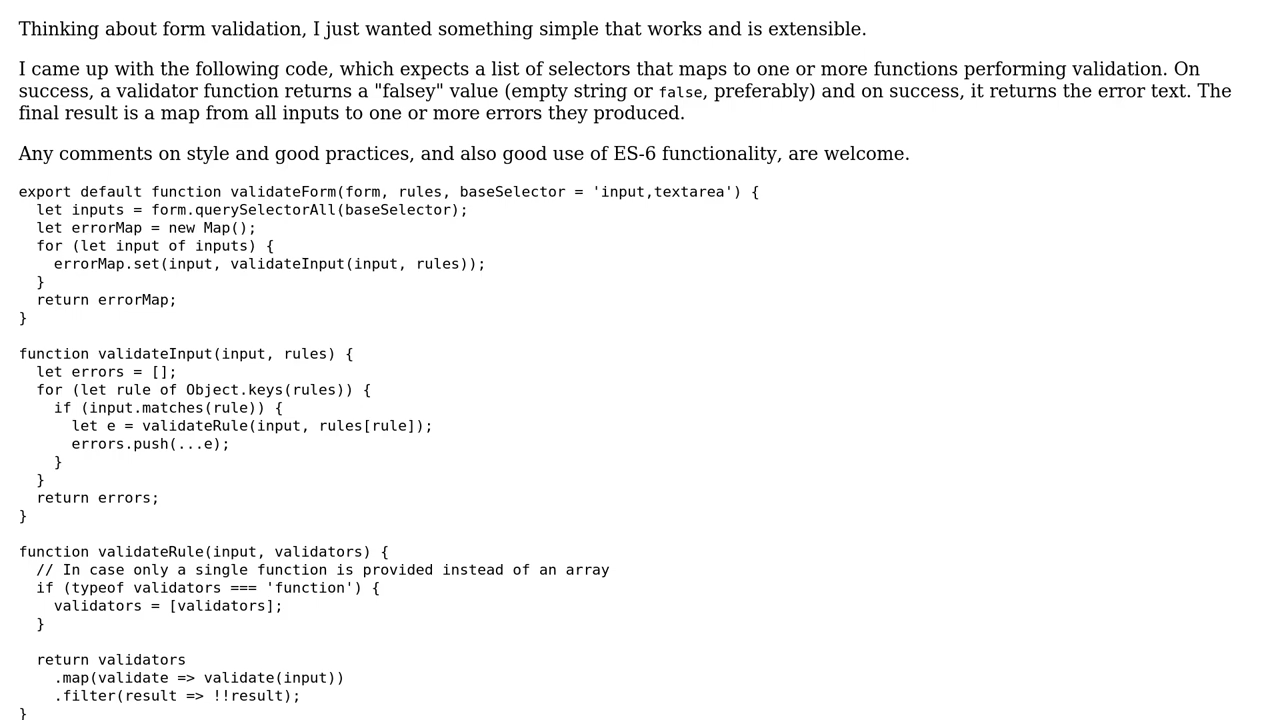 Thinking about form validation, I just wanted something simple that works and is extensible.
I came up with the following code, which expects a list of selectors that maps to one or more functions performing validation. On
success, a validator function returns a "falsey" value (empty string or false, preferably) and on success, it returns the error text. The
final result is a map from all inputs to one or more errors they produced.
Any comments on style and good practices, and also good use of ES-6 functionality, are welcome.
export default function validateForm(form, rules, baseSelector = 'input,textarea') {
  let inputs = form.querySelectorAll(baseSelector);
  let errorMap = new Map();
  for (let input of inputs) {
    errorMap.set(input, validateInput(input, rules));
  }
  return errorMap;
}
function validateInput(input, rules) {
  let errors = [];
  for (let rule of Object.keys(rules)) {
    if (input.matches(rule)) {
      let e = validateRule(input, rules[rule]);
      errors.push(...e);
    }
  }
  return errors;
}
function validateRule(input, validators) {
  // In case only a single function is provided instead of an array
  if (typeof validators === 'function') {
    validators = [validators];
  }
  return validators
    .map(validate => validate(input))
    .filter(result => !!result);
}